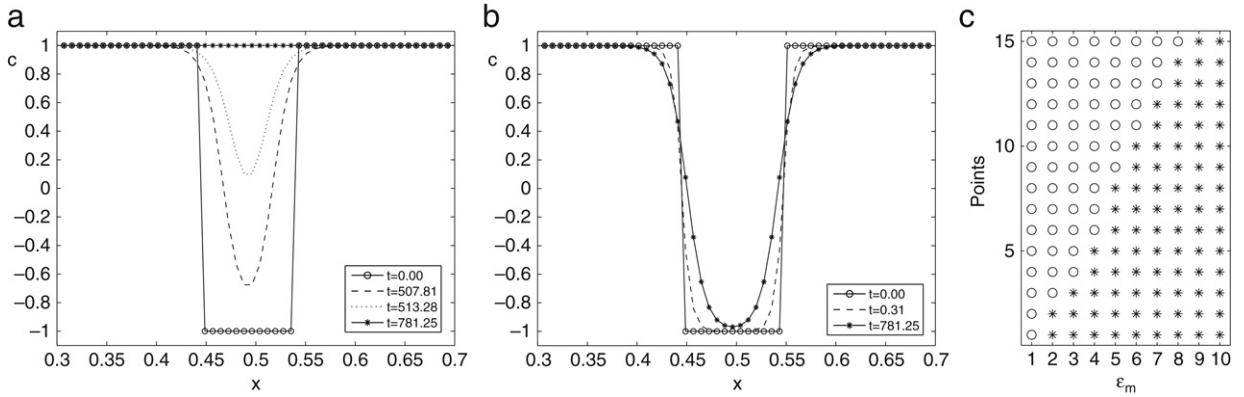 a
1
0.8
0.6
0.4
0.2
0
−0.2
−0.4
−0.6
−0.8
−1
c
0.3 0.35 0.4 0.45 0.5 0.55 0.6 0.65 0.7
x
t=0.00
t=507.81
t=513.28
t=781.25
b
1
0.8
0.6
0.4
0.2
0
−0.2
−0.4
−0.6
−0.8
−1
c
0.3 0.35 0.4 0.45 0.5 0.55 0.6 0.65 0.7
x
t=0.00
t=0.31
t=781.25
c
15
10
5
Points
1 2 3 4 5 6 7 8 9 10
εm